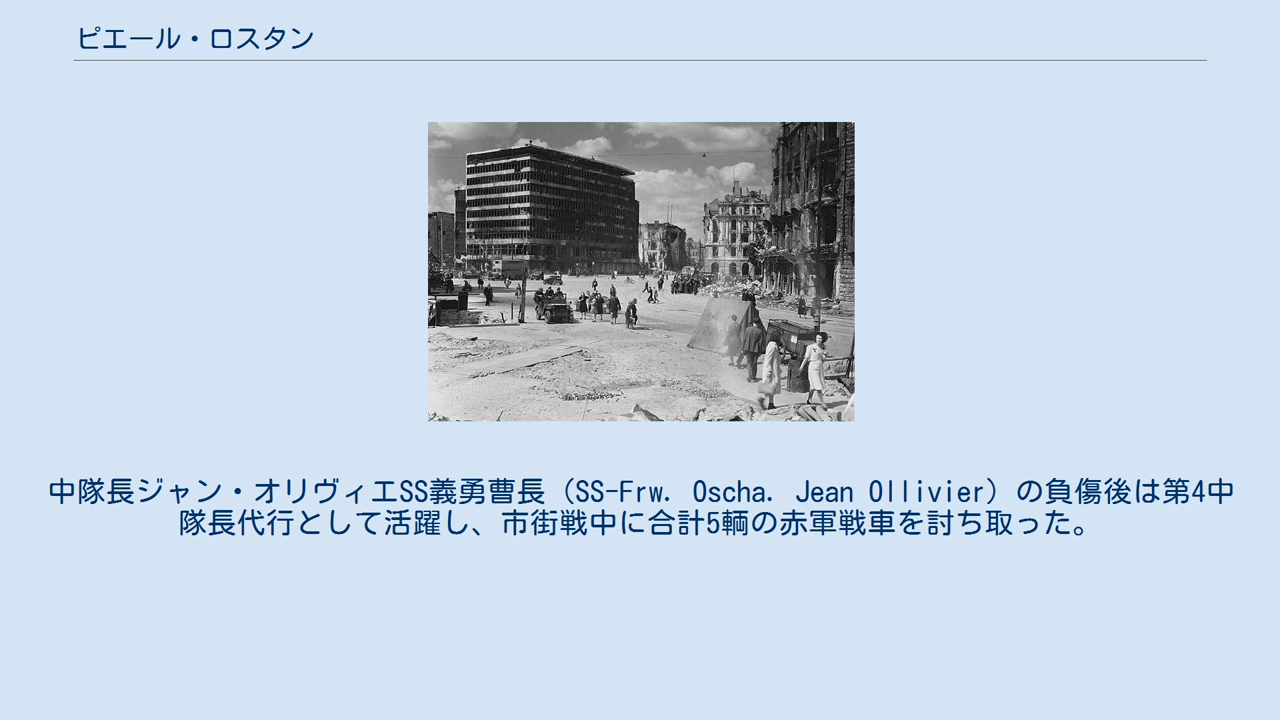 ピエール・ロスタン
中隊長ジャン・オリヴィエSS義勇曹長（SS-Frw. Oscha. Jean Ollivier）の負傷後は第4中
隊長代行として活躍し、市街戦中に合計5輌の赤軍戦車を討ち取った。